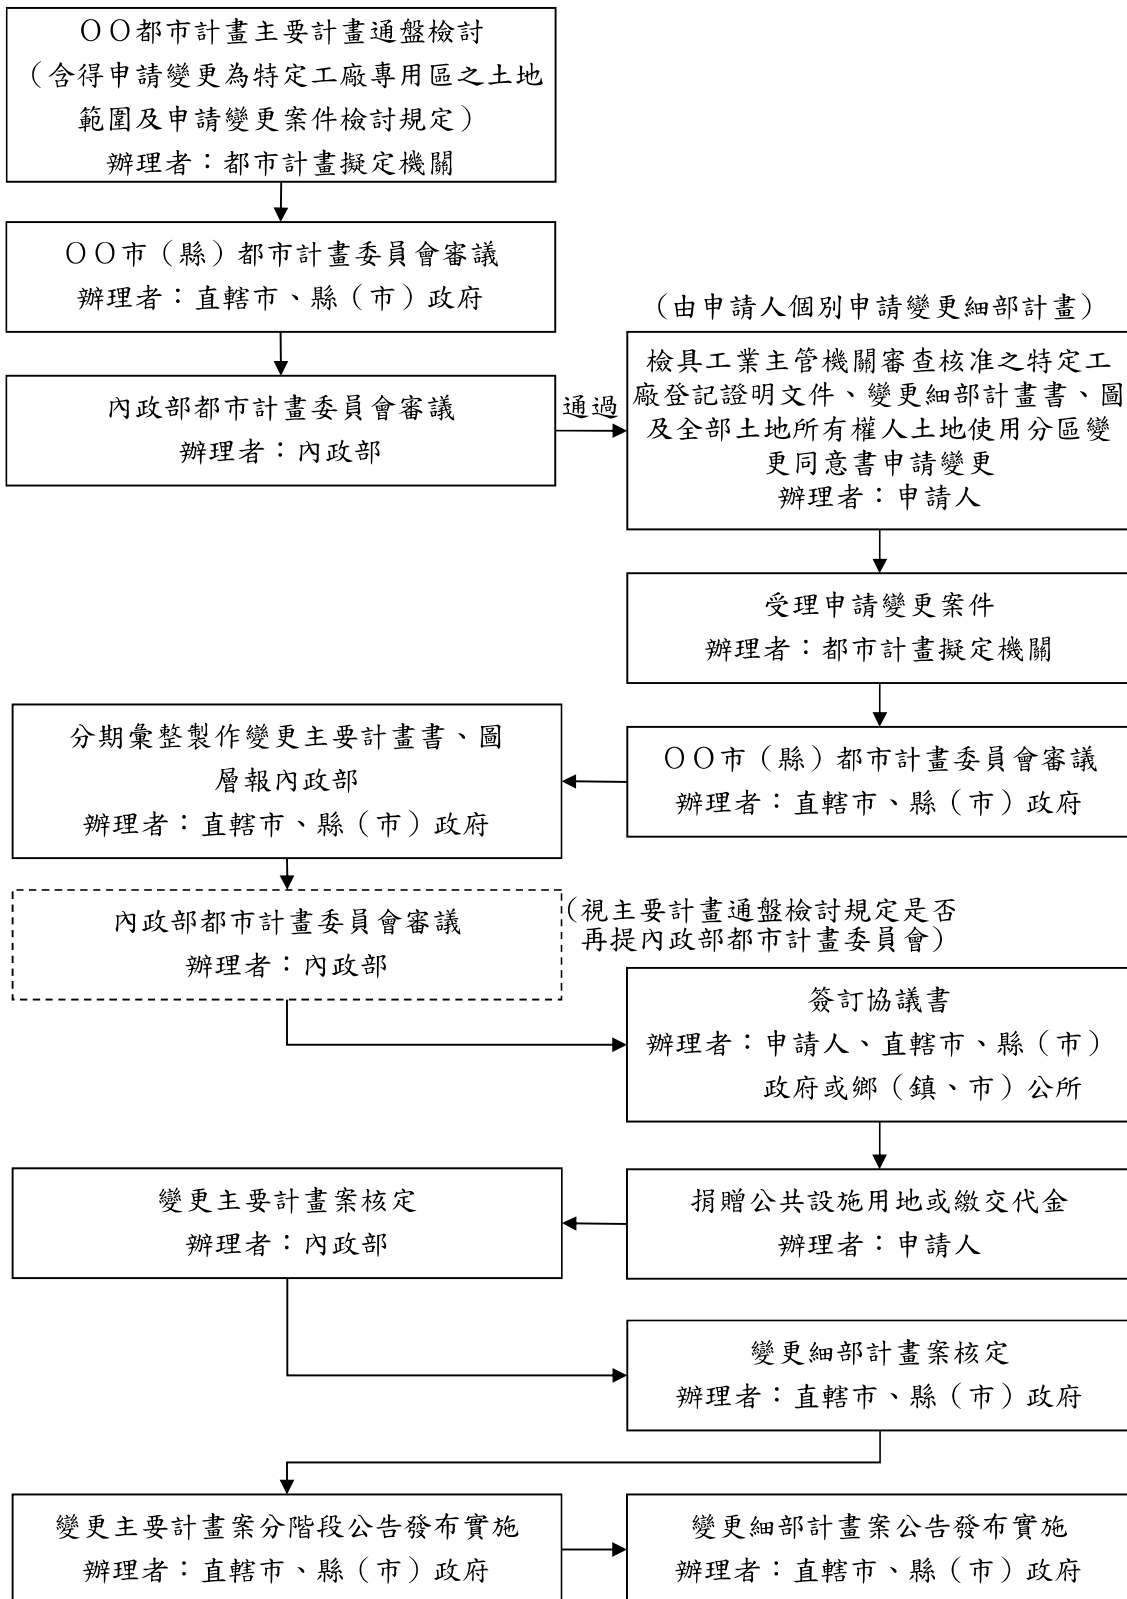 〇〇都市計畫主要計畫通盤檢討
（含得申請變更為特定工廠專用區之土地
範圍及申請變更案件檢討規定）
辦理者：都市計畫擬定機關
〇〇市（縣）都市計畫委員會審議
辦理者：直轄市、縣（市）政府
內政部都市計畫委員會審議
辦理者：內政部
通過
（由申請人個別申請變更細部計畫）
檢具工業主管機關審查核准之特定工
廠登記證明文件、變更細部計畫書、圖
及全部土地所有權人土地使用分區變
更同意書申請變更
辦理者：申請人
受理申請變更案件
辦理者：都市計畫擬定機關
〇〇市（縣）都市計畫委員會審議
辦理者：直轄市、縣（市）政府
分期彙整製作變更主要計畫書、圖
層報內政部
辦理者：直轄市、縣（市）政府
內政部都市計畫委員會審議
辦理者：內政部
（視主要計畫通盤檢討規定是否
再提內政部都市計畫委員會）
簽訂協議書
辦理者：申請人、直轄市、縣（市）
政府或鄉（鎮、市）公所
捐贈公共設施用地或繳交代金
辦理者：申請人
變更主要計畫案核定
辦理者：內政部
變更細部計畫案核定
辦理者：直轄市、縣（市）政府
變更主要計畫案分階段公告發布實施
辦理者：直轄市、縣（市）政府
變更細部計畫案公告發布實施
辦理者：直轄市、縣（市）政府